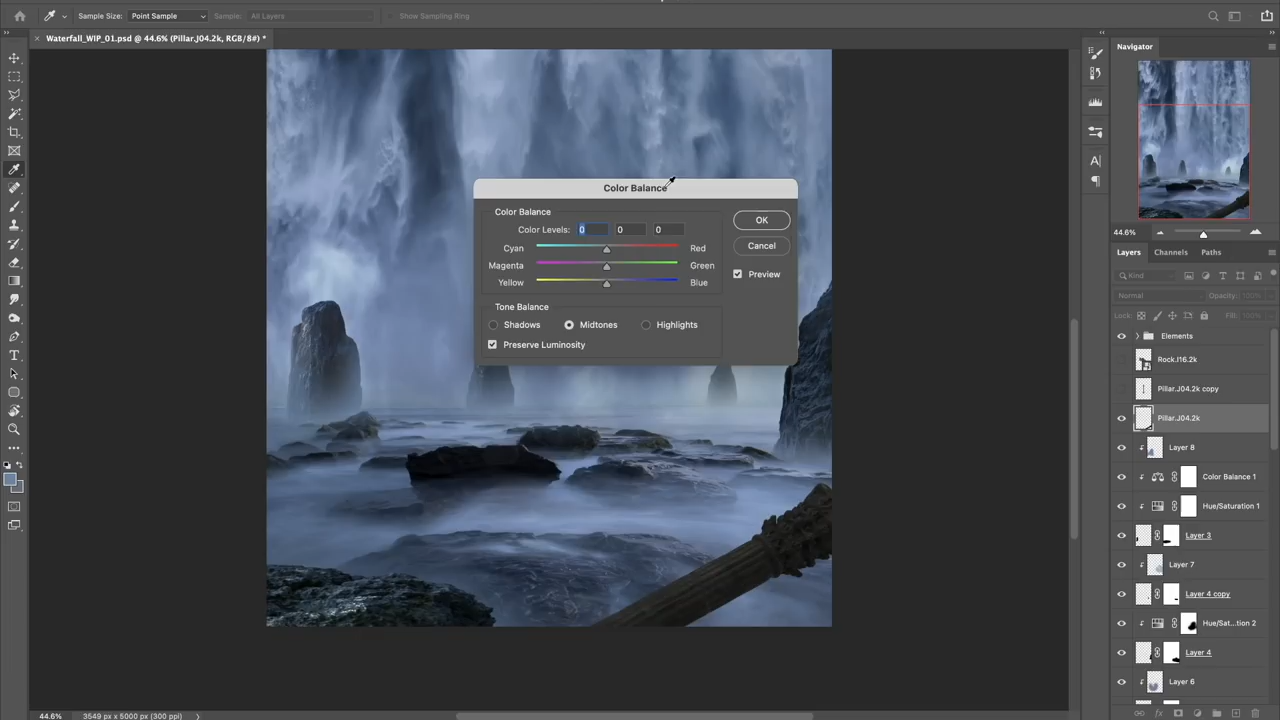 Sample Size: Point Sample Sample: All Layers Show Sampling Ring
× Waterfall_WIP_01.psd @ 44.6% (Pillar.J04.2k, RGB/8#) *
Navigator
Color Balance
Color Balance
OK
Color Levels: 0 0 0
Cyan Red
Cancel
Magenta Green
Preview
Yellow Blue
Tone Balance
Shadows Midtones Highlights
Preserve Luminosity
44.6%
Layers Channels Paths
Kind
Normal Opacity: 100%
Lock: Fill: 100%
Elements
Rock.I16.2k
Pillar.J04.2k copy
Pillar.J04.2k
Layer 8
Color Balance 1
Hue/Saturation 1
Layer 3
Layer 7
Layer 4 copy
Hue/Sat...tion 2
Layer 4
Layer 6
fx
44.6% 3549 px x 5000 px (300 ppi)